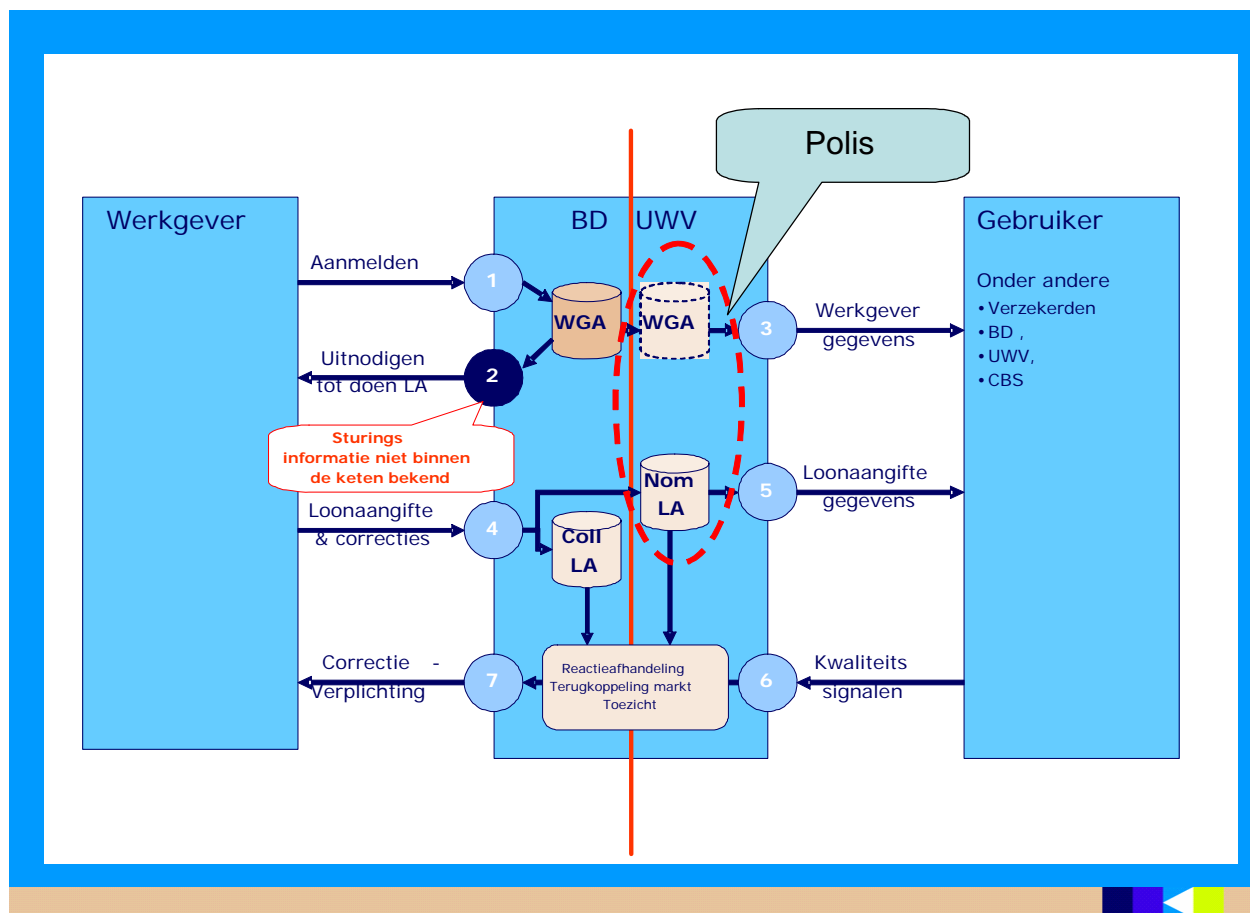 Polis
Werkgever
BD
UWV
Gebruiker
Aanmelden
1
WGA
WGA
3
Werkgever
gegevens
Onder andere
• Verzekerden
• BD ,
• UWV,
• CBS
Uitnodigen
tot doen LA
2
Sturings
informatie niet binnen
de keten bekend
Loonaangifte
& correcties
4
Coll
LA
Nom
LA
5
Loonaangifte
gegevens
Correctie -
Verplichting
7
Reactieafhandeling
Terugkoppeling markt
Toezicht
6
Kwaliteits
signalen